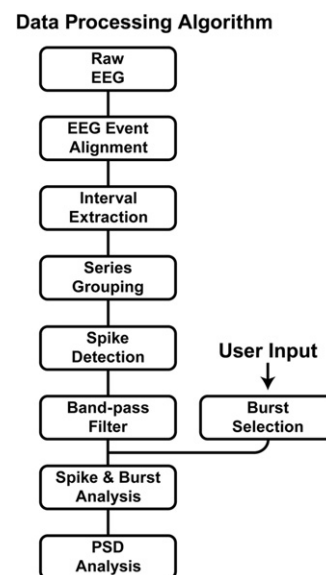 Data Processing Algorithm
Raw
EEG
EEG Event
Alignment
Interval
Extraction
Series
Grouping
Spike
Detection
User Input
Band-pass
Filter
Burst
Selection
Spike & Burst
Analysis
PSD
Analysis